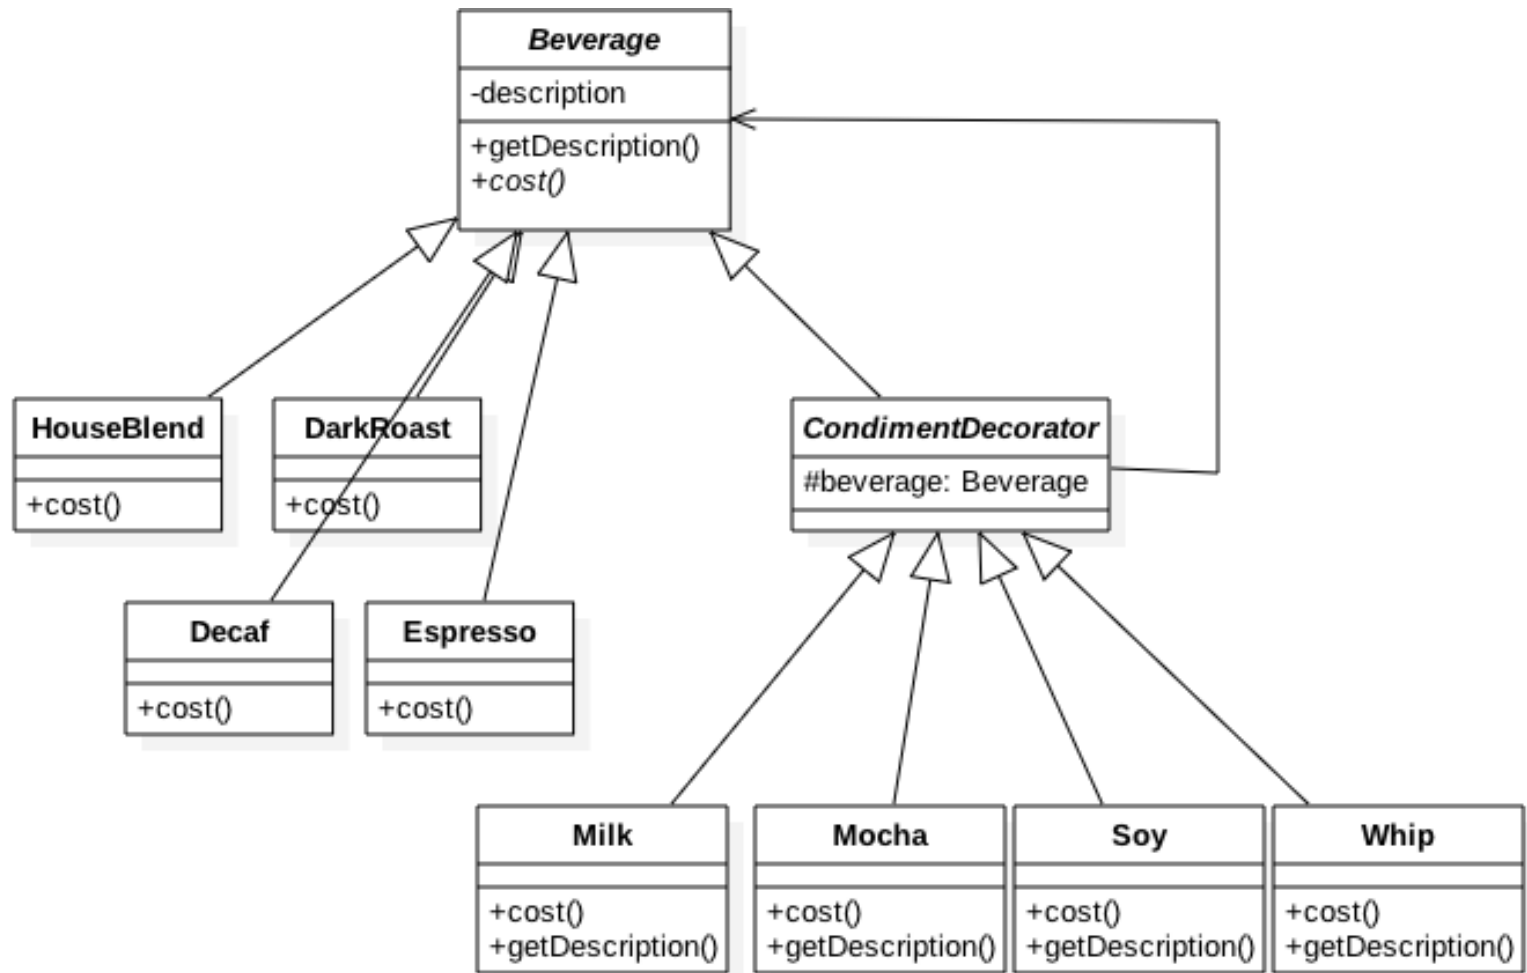 Beverage
-description
+getDescription()
+cost()
HouseBlend
+cost()
DarkRoast
+cost()
CondimentDecorator
#beverage: Beverage
Decaf
+cost()
Espresso
+cost()
Milk
+cost()
+getDescription()
Mocha
+cost()
+getDescription()
Soy
+cost()
+getDescription()
Whip
+cost()
+getDescription()